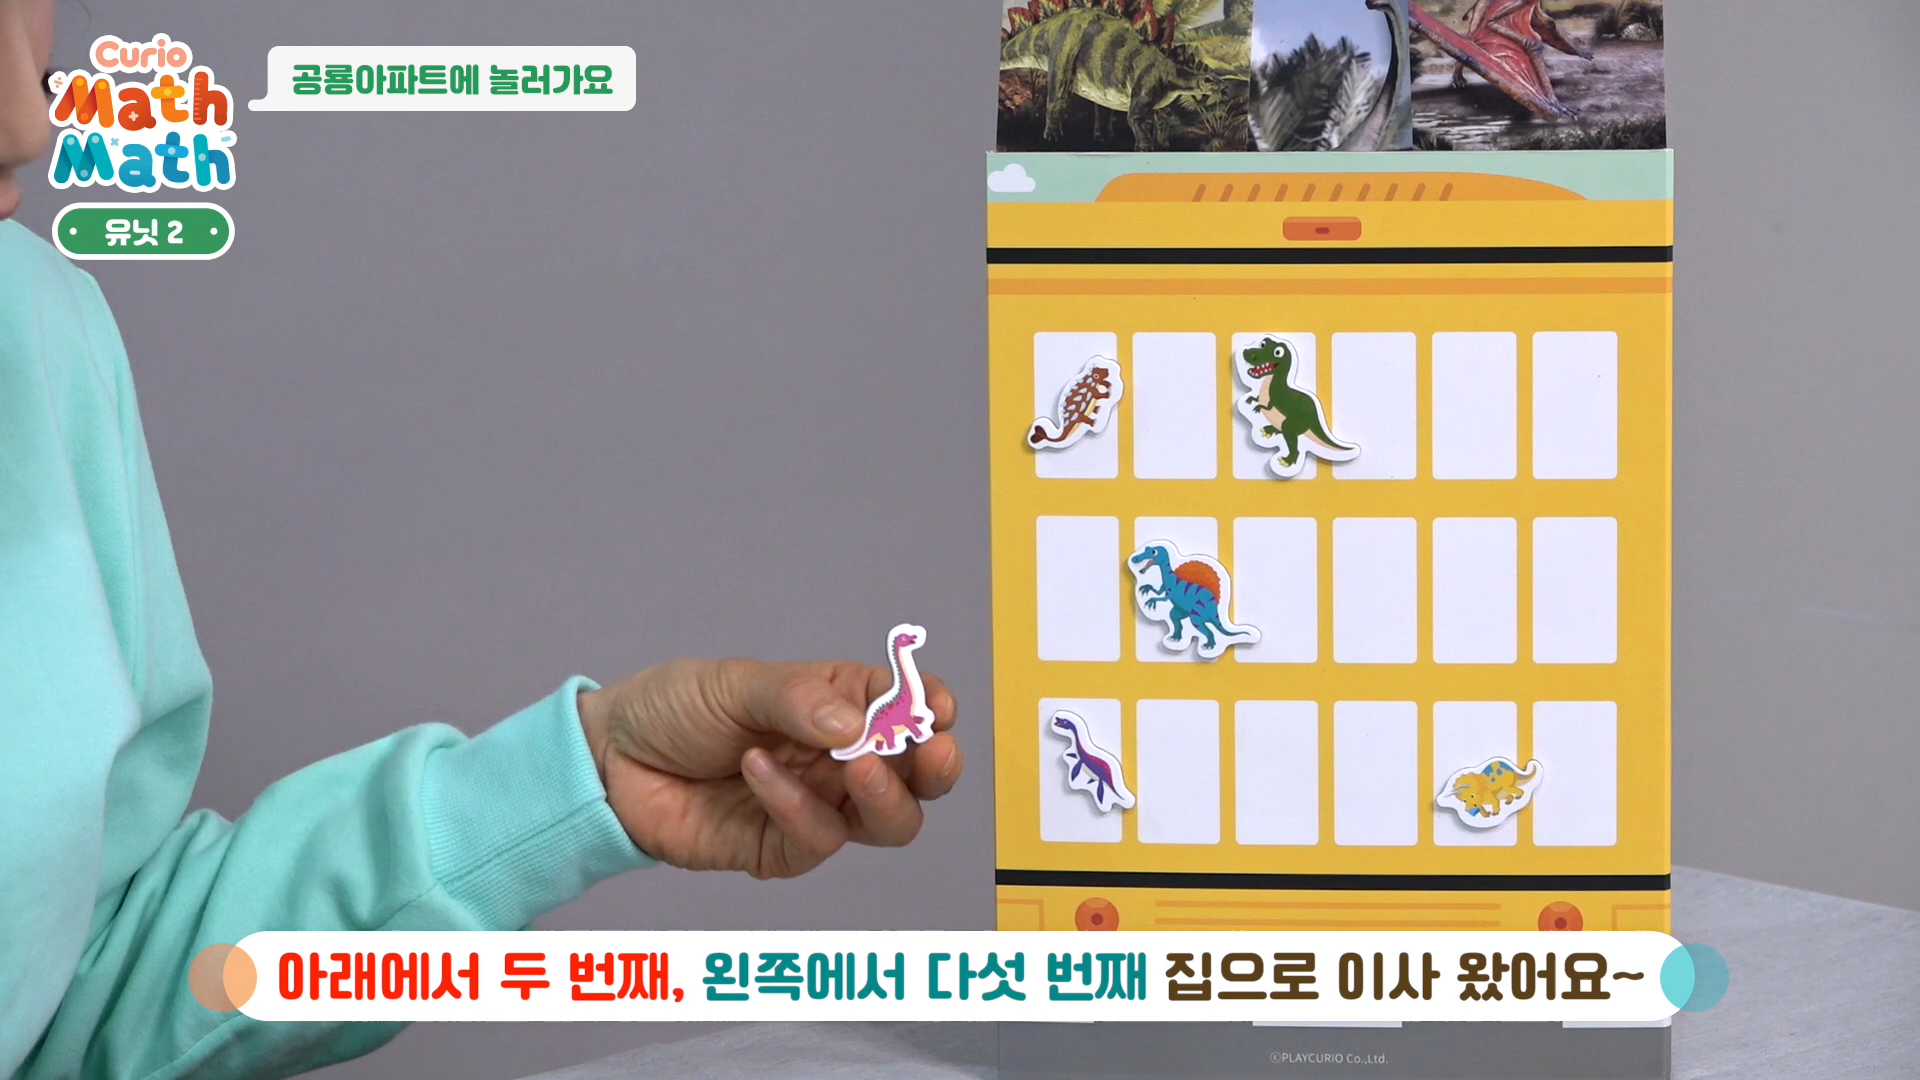 Curio
Math
Math
유닛 2
공룡아파트에 놀러가요
아래에서 두 번째, 왼쪽에서 다섯 번째 집으로 이사 왔어요~
ⓒPLAYCURIO Co.,Ltd.